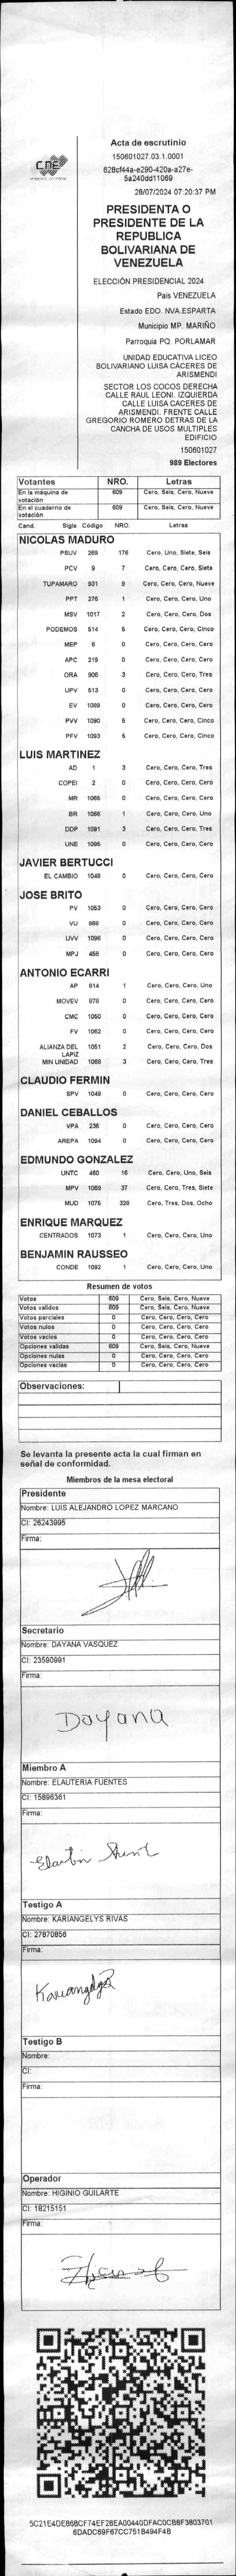 CNE
Acta de escrutinio
150601027.03.1.0001
628cf44a-e290-420a-a27e-
5a240dd11069
28/07/2024 07:20:37 PM
PRESIDENTA O
PRESIDENTE DE LA
REPUBLICA
BOLIVARIANA DE
VENEZUELA
ELECCIÓN PRESIDENCIAL 2024
Pais VENEZUELA
Estado EDO. NVA.ESPARTA
Municipio MP. MARIÑO
Parroquia PQ. PORLAMAR
UNIDAD EDUCATIVA LICEO
BOLIVARIANO LUISA CÁCERES DE
ARISMENDI
SECTOR LOS COCOS DERECHA
CALLE RAUL LEONI. IZQUIERDA
CALLE LUISA CACERES DE
ARISMENDI. FRENTE CALLE
GREGORIO ROMERO DETRAS DE LA
CANCHA DE USOS MULTIPLES
EDIFICIO
150601027
989 Electores
Votantes NRO. Letras
En la máquina de votación 609 Cero, Seis, Cero, Nueve
En el cuaderno de votación 609 Cero, Seis, Cero, Nueve
Cand. Sigla Código NRO. Letras
NICOLAS MADURO
PSUV 269 176 Cero, Uno, Siete, Seis
PCV 9 7 Cero, Cero, Cero, Siete
TUPAMARO 931 9 Cero, Cero, Cero, Nueve
PPT 276 1 Cero, Cero, Cero, Uno
MSV 1017 2 Cero, Cero, Cero, Dos
PODEMOS 514 5 Cero, Cero, Cero, Cinco
MEP 6 0 Cero, Cero, Cero, Cero
APC 219 0 Cero, Cero, Cero, Cero
ORA 906 3 Cero, Cero, Cero, Tres
UPV 513 0 Cero, Cero, Cero, Cero
EV 1089 0 Cero, Cero, Cero, Cero
PVV 1090 5 Cero, Cero, Cero, Cinco
PFV 1093 5 Cero, Cero, Cero, Cinco
LUIS MARTINEZ
AD 1 3 Cero, Cero, Cero, Tres
COPEI 2 0 Cero, Cero, Cero, Cero
MR 1065 0 Cero, Cero, Cero, Cero
BR 1066 1 Cero, Cero, Cero, Uno
DDP 1091 3 Cero, Cero, Cero, Tres
UNE 1095 0 Cero, Cero, Cero, Cero
JAVIER BERTUCCI
EL CAMBIO 1048 0 Cero, Cero, Cero, Cero
JOSE BRITO
PV 1053 0 Cero, Cero, Cero, Cero
VU 868 0 Cero, Cero, Cero, Cero
UVV 1096 0 Cero, Cero, Cero, Cero
MPJ 458 0 Cero, Cero, Cero, Cero
ANTONIO ECARRI
AP 814 1 Cero, Cero, Cero, Uno
MOVEV 878 0 Cero, Cero, Cero, Cero
CMC 1050 0 Cero, Cero, Cero, Cero
FV 1062 0 Cero, Cero, Cero, Cero
ALIANZA DEL LAPIZ 1051 2 Cero, Cero, Cero, Dos
MIN UNIDAD 1068 3 Cero, Cero, Cero, Tres
CLAUDIO FERMIN
SPV 1049 0 Cero, Cero, Cero, Cero
DANIEL CEBALLOS
VPA 236 0 Cero, Cero, Cero, Cero
AREPA 1094 0 Cero, Cero, Cero, Cero
EDMUNDO GONZALEZ
UNTC 460 16 Cero, Cero, Uno, Seis
MPV 1069 37 Cero, Cero, Tres, Siete
MUD 1075 328 Cero, Tres, Dos, Ocho
ENRIQUE MARQUEZ
CENTRADOS 1073 1 Cero, Cero, Cero, Uno
BENJAMIN RAUSSEO
CONDE 1092 1 Cero, Cero, Cero, Uno
Resumen de votos
Votos 609 Cero, Seis, Cero, Nueve
Votos validos 609 Cero, Seis, Cero, Nueve
Votos parciales 0 Cero, Cero, Cero, Cero
Votos nulos 0 Cero, Cero, Cero, Cero
Votos vacios 0 Cero, Cero, Cero, Cero
Opciones validas 609 Cero, Seis, Cero, Nueve
Opciones nulas 0 Cero, Cero, Cero, Cero
Opciones vacias 0 Cero, Cero, Cero, Cero
Observaciones:
Se levanta la presente acta la cual firman en
señal de conformidad.
Miembros de la mesa electoral
Presidente
Nombre: LUIS ALEJANDRO LOPEZ MARCANO
CI: 26243995
Firma:
Secretario
Nombre: DAYANA VASQUEZ
CI: 23590991
Firma:
Dayana
Miembro A
Nombre: ELAUTERIA FUENTES
CI: 15896361
Firma:
Testigo A
Nombre: KARIANGELYS RIVAS
CI: 27870856
Firma:
Testigo B
Nombre:
CI:
Firma:
Operador
Nombre: HIGINIO GUILARTE
CI: 18215151
Firma:
5C21E4DE868CF74EF28EA00440DFAC0CB8F3803701
6DADC69F67CC751B494F4B